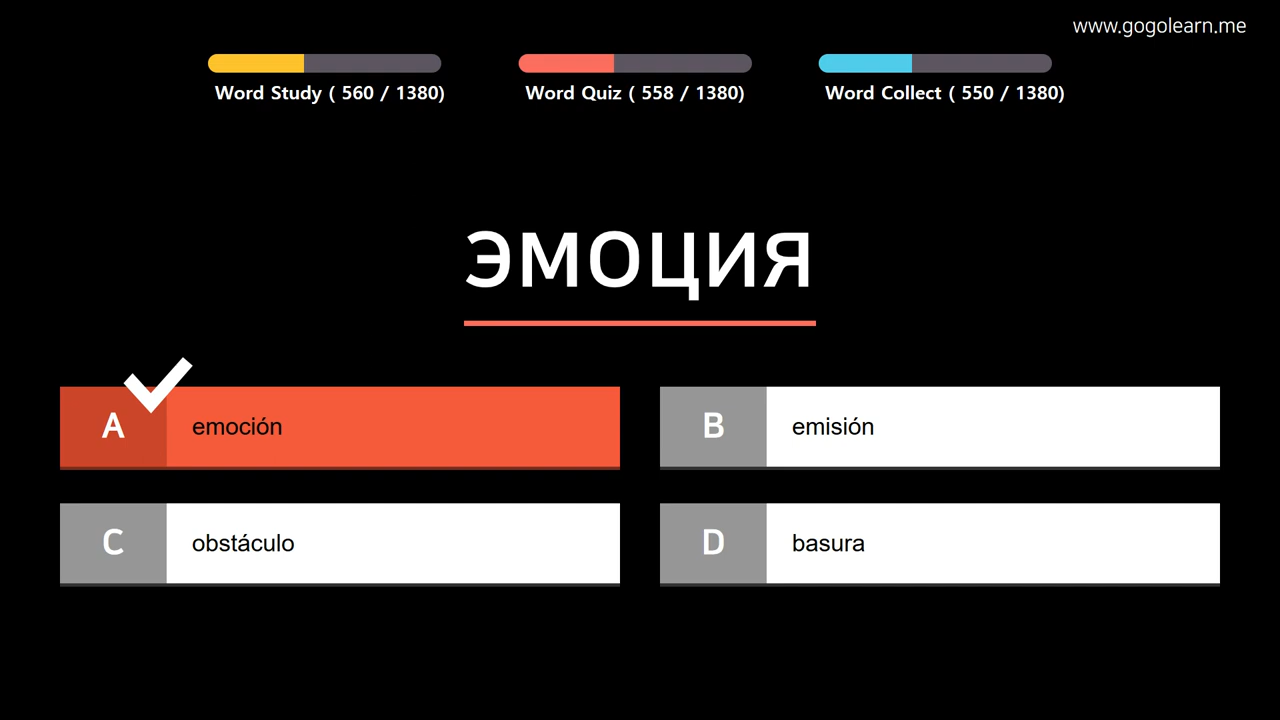 www.gogolearn.me
Word Study ( 560 / 1380)
Word Quiz ( 558 / 1380)
Word Collect ( 550 / 1380)
эмоция
A
emoción
B
emisión
C
obstáculo
D
basura